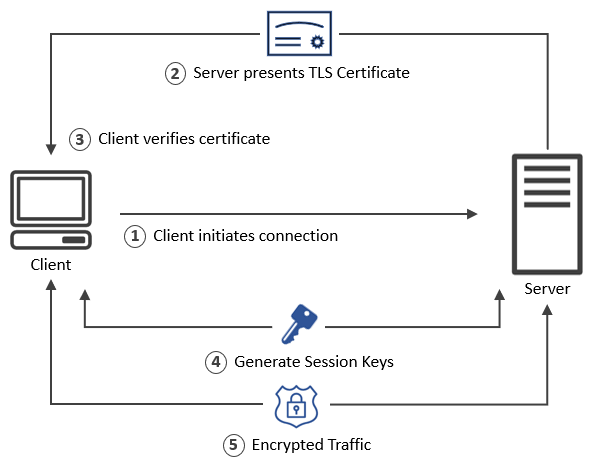 ② Server presents TLS Certificate
③ Client verifies certificate
① Client initiates connection
Client
Server
④ Generate Session Keys
⑤ Encrypted Traffic